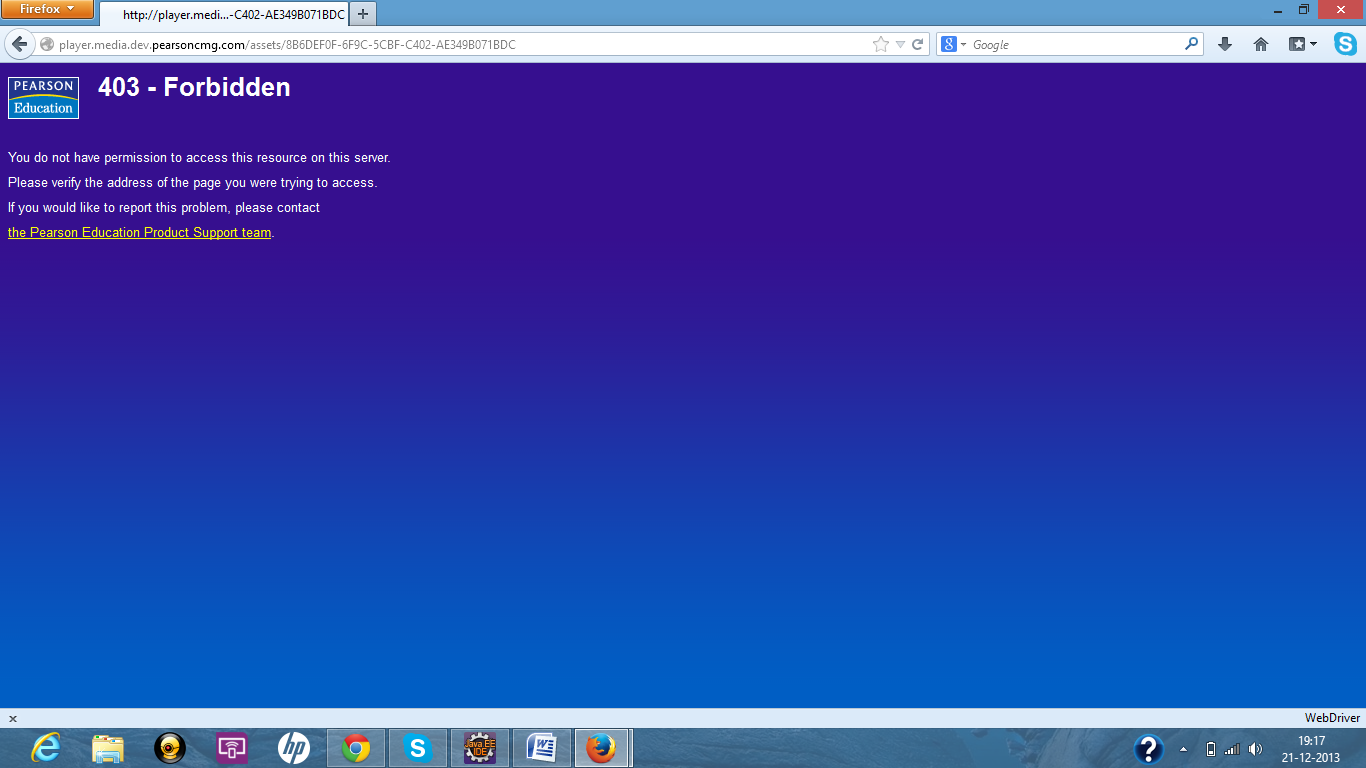 Firefox
http://player.medi...-C402-AE349B071BDC
player.media.dev.pearsoncmg.com/assets/8B6DEF0F-6F9C-5CBF-C402-AE349B071BDC
Google
PEARSON
Education
403 - Forbidden
You do not have permission to access this resource on this server.
Please verify the address of the page you were trying to access.
If you would like to report this problem, please contact
the Pearson Education Product Support team.
WebDriver
hp
Java EE
IDE
19:17
21-12-2013